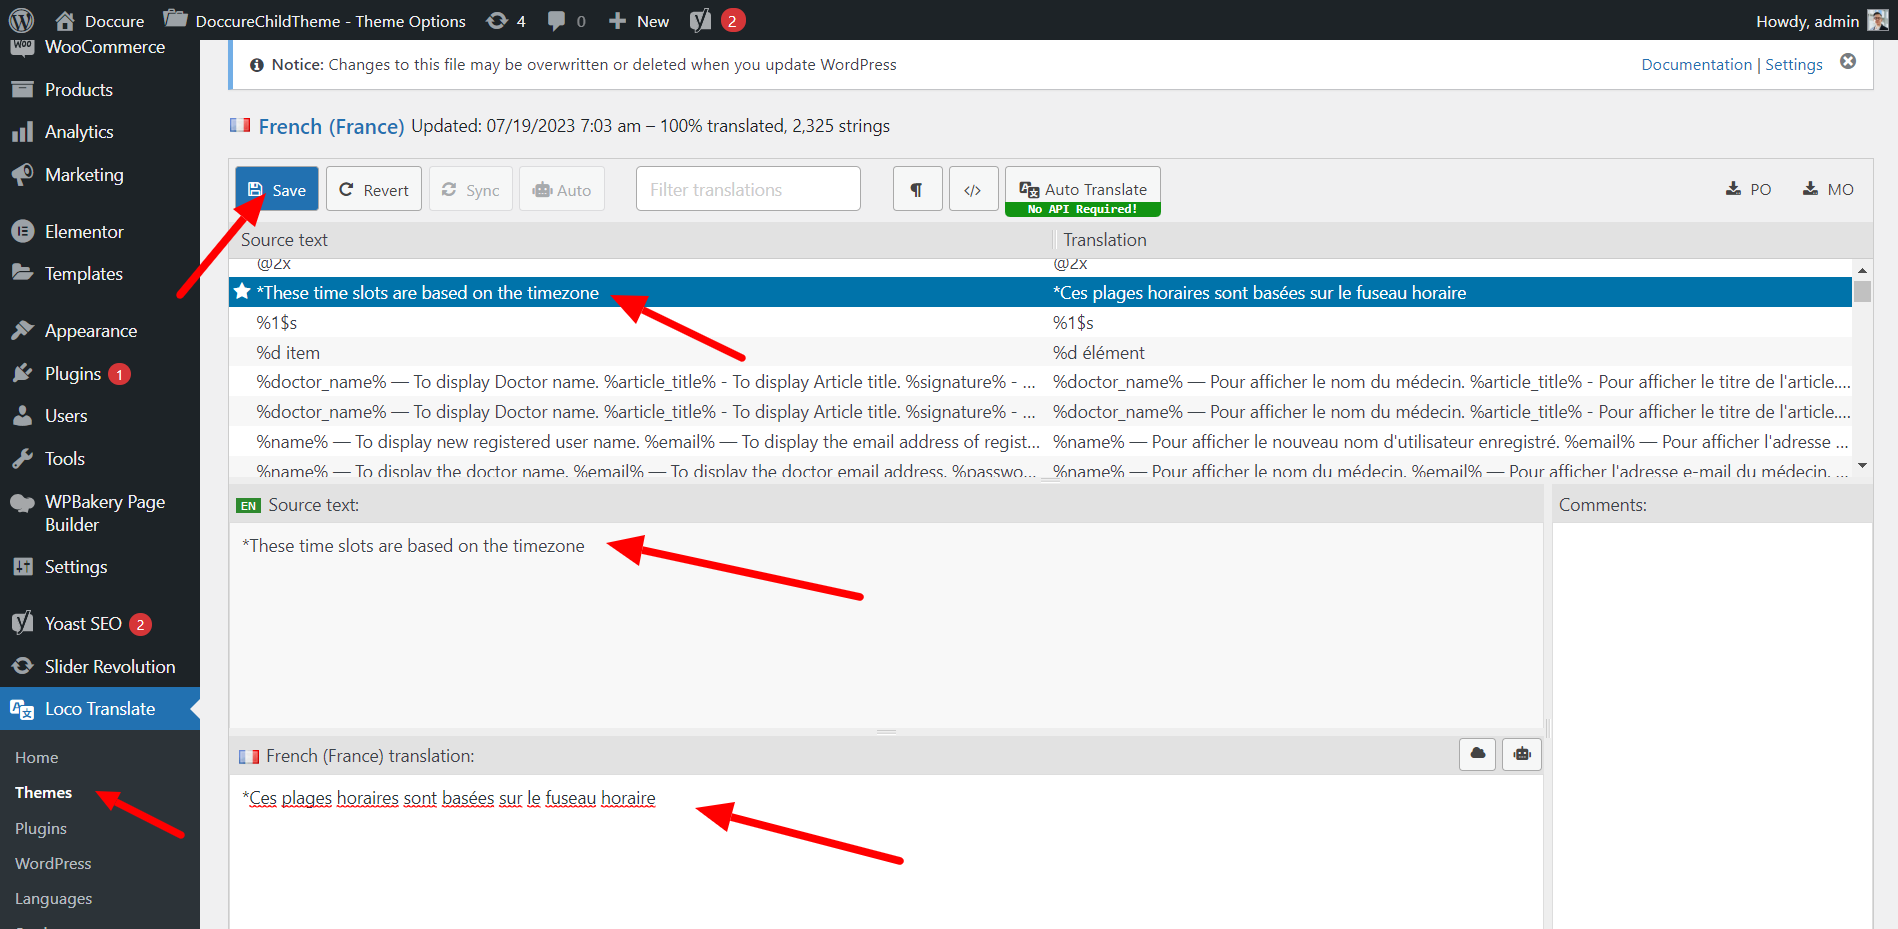 Doccure
DoccureChildTheme - Theme Options
4
0
New
2
Howdy, admin
WooCommerce
Products
Analytics
Marketing
Elementor
Templates
Appearance
Plugins 1
Users
Tools
WPBakery Page
Builder
Settings
Yoast SEO 2
Slider Revolution
Loco Translate
Home
Themes
Plugins
WordPress
Languages
Notice: Changes to this file may be overwritten or deleted when you update WordPress
Documentation | Settings
French (France) Updated: 07/19/2023 7:03 am – 100% translated, 2,325 strings
Save
Revert
Sync
Auto
Filter translations
¶
</>
Auto Translate
No API Required!
PO
MO
Source text
Translation
@2x
@2x
*These time slots are based on the timezone
*Ces plages horaires sont basées sur le fuseau horaire
%1$s
%1$s
%d item
%d élément
%doctor_name% — To display Doctor name. %article_title% - To display Article title. %signature% - ...
%doctor_name% — Pour afficher le nom du médecin. %article_title% - Pour afficher le titre de l'article....
%doctor_name% — To display Doctor name. %article_title% - To display Article title. %signature% - ...
%doctor_name% — Pour afficher le nom du médecin. %article_title% - Pour afficher le titre de l'article....
%name% — To display new registered user name. %email% — To display the email address of regist...
%name% — Pour afficher le nouveau nom d'utilisateur enregistré. %email% — Pour afficher l'adresse ...
%name% — To display the doctor name. %email% — To display the doctor email address. %passwo...
%name% — Pour afficher le nom du médecin. %email% — Pour afficher l'adresse e-mail du médecin. ...
EN Source text:
*These time slots are based on the timezone
Comments:
French (France) translation:
*Ces plages horaires sont basées sur le fuseau horaire